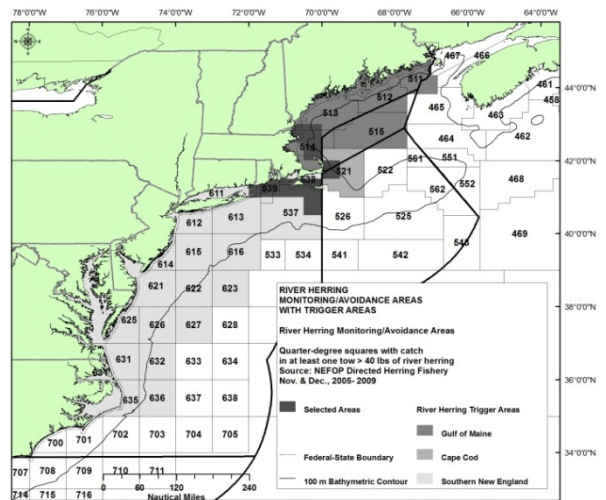 78°0'0"W 76°0'0"W 74°0'0"W 72°0'0"W 70°0'0"W 68°0'0"W 66°0'0"W 64°0'0"W
467 466
511
461
44°0'0"N
512
458
465
513
463
515
464
462
514
42°0'0"N
561 551
521
522
468
552
562
539
611
537
613
526
525
612
469
40°0'0"N
543
615
616
533 534 541 542
614
621
622 623
38°0'0"N
625
626 627 628
631
632 633 634
36°0'0"N
635
636 637 638
700
701
702 703 704 705
34°0'0"N
707 708 709 710 711
0 60 120 240
714 715 716
Nautical Miles
RIVER HERRING
MONITORING/AVOIDANCE AREAS
WITH TRIGGER AREAS
River Herring Monitoring/Avoidance Areas
Quarter-degree squares with catch
in at least one tow > 40 lbs of river herring
Source: NEFOP Directed Herring Fishery
Nov. & Dec., 2005- 2009
Selected Areas
River Herring Trigger Areas
Gulf of Maine
Federal-State Boundary
Cape Cod
100 m Bathymetric Contour
Southern New England